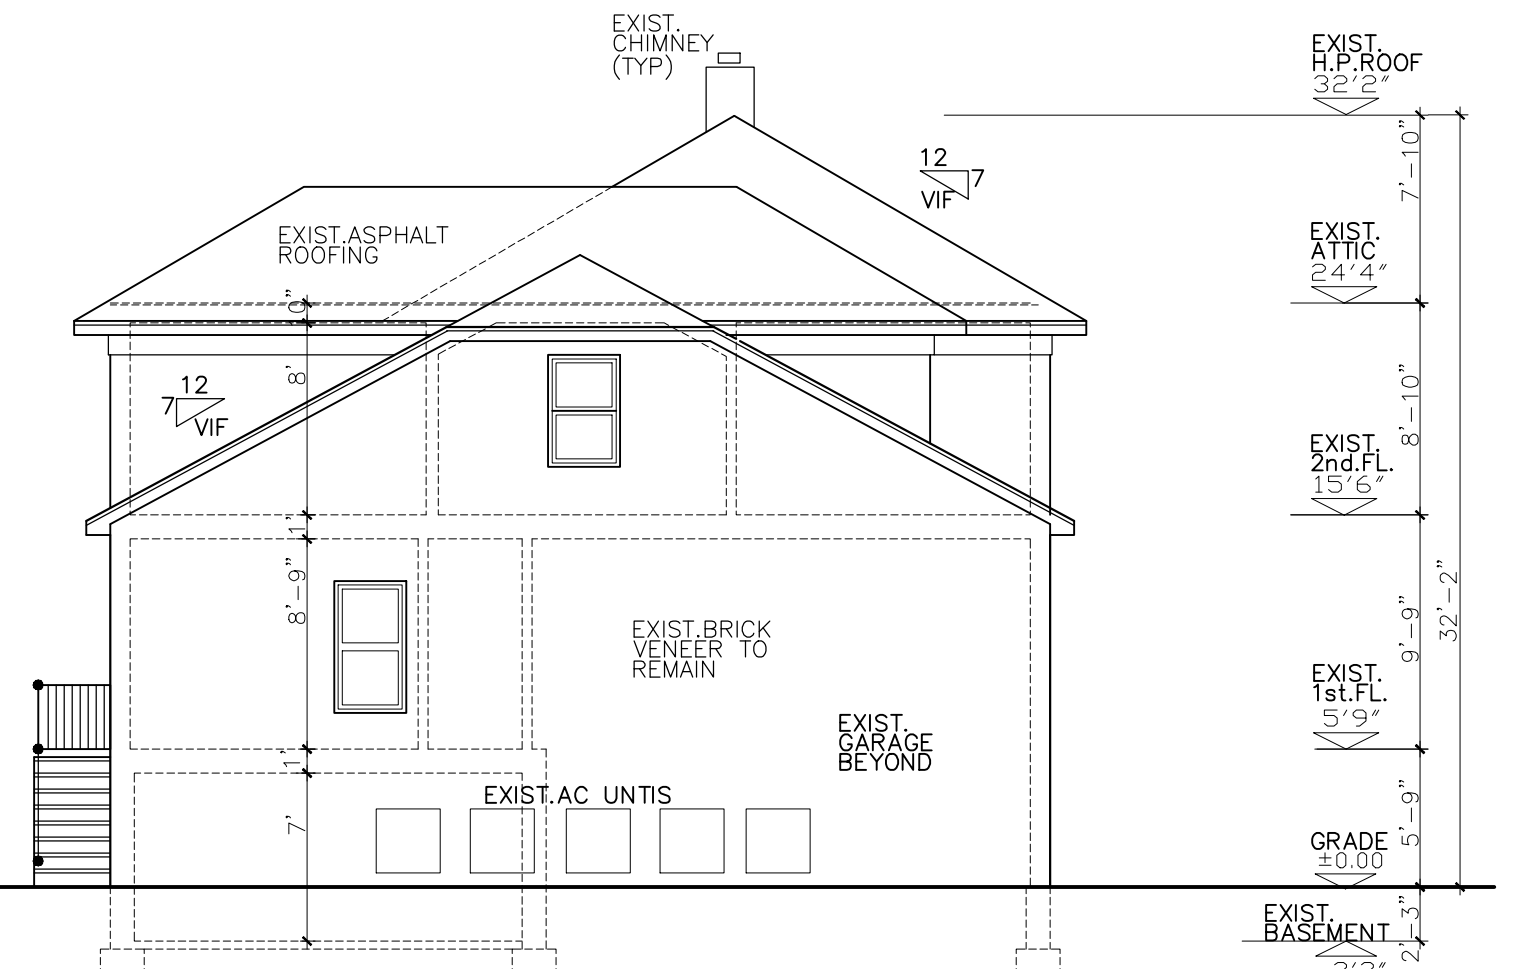 EXIST.
CHIMNEY
(TYP)
EXIST.
H.P.ROOF
32'2"
7'-10"
12
7
VIF
EXIST.ASPHALT
ROOFING
EXIST.
ATTIC
24'4"
10"
8'
12
7
VIF
8'-10"
EXIST.
2nd.FL.
15'6"
1'
8'-9"
9'-9"
32'-2"
EXIST.BRICK
VENEER TO
REMAIN
EXIST.
1st.FL.
5'9"
EXIST.
GARAGE
BEYOND
1'
EXIST.AC UNTIS
7'
5'-9"
GRADE
±0.00
EXIST.
BASEMENT
2'-3"